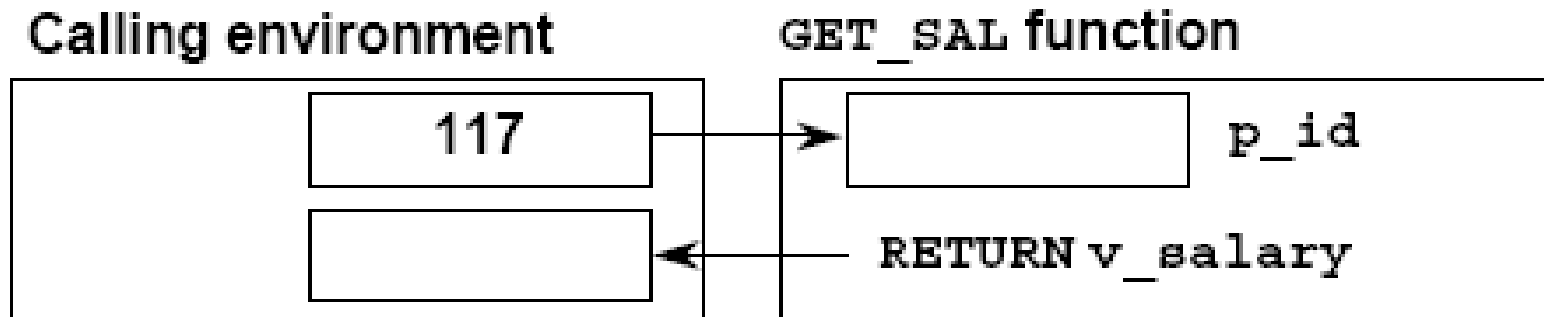 Calling environment
GET_SAL function
117
p_id
RETURN v_salary